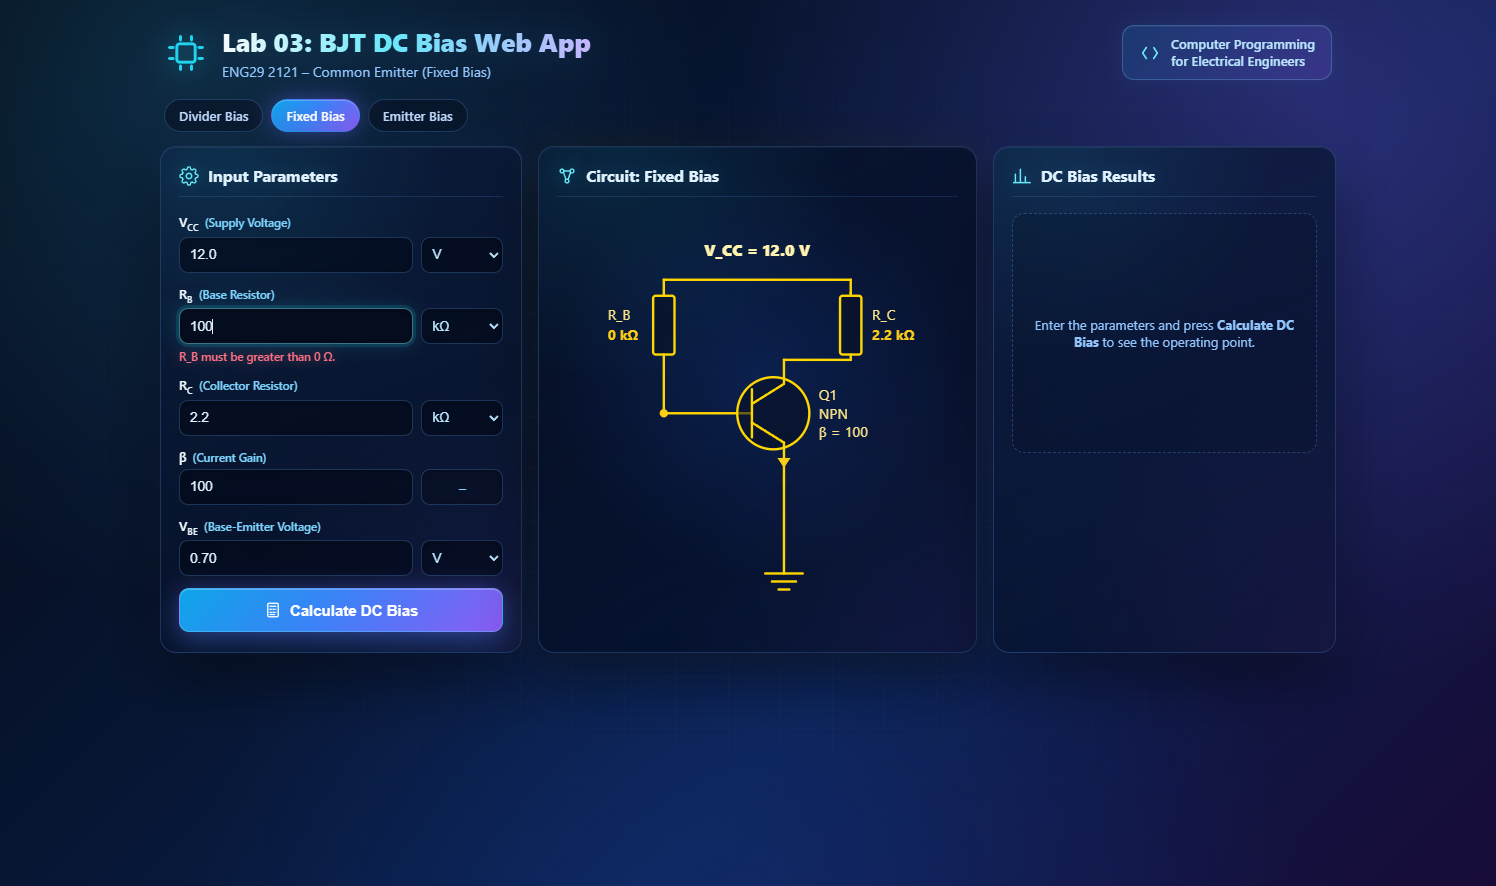 Lab 03: BJT DC Bias Web App
ENG29 2121 – Common Emitter (Fixed Bias)
Computer Programming
for Electrical Engineers
Divider Bias
Fixed Bias
Emitter Bias
Input Parameters
VCC (Supply Voltage)
12.0
V
RB (Base Resistor)
100
kΩ
R_B must be greater than 0 Ω.
RC (Collector Resistor)
2.2
kΩ
β (Current Gain)
100
–
VBE (Base-Emitter Voltage)
0.70
V
Calculate DC Bias
Circuit: Fixed Bias
V_CC = 12.0 V
R_B
0 kΩ
R_C
2.2 kΩ
Q1
NPN
β = 100
DC Bias Results
Enter the parameters and press Calculate DC
Bias to see the operating point.